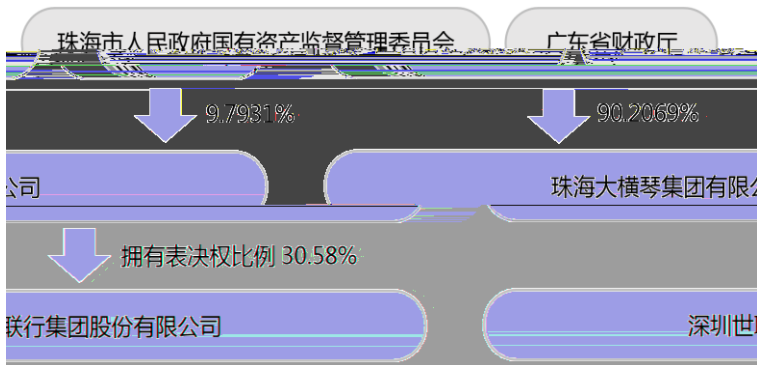 珠海市人民政府国有资产监督管理委员会
广东省财政厅
9.7931%
90.2069%
公司
珠海大横琴集团有限公
拥有表决权比例 30.58%
联行集团股份有限公司
深圳世